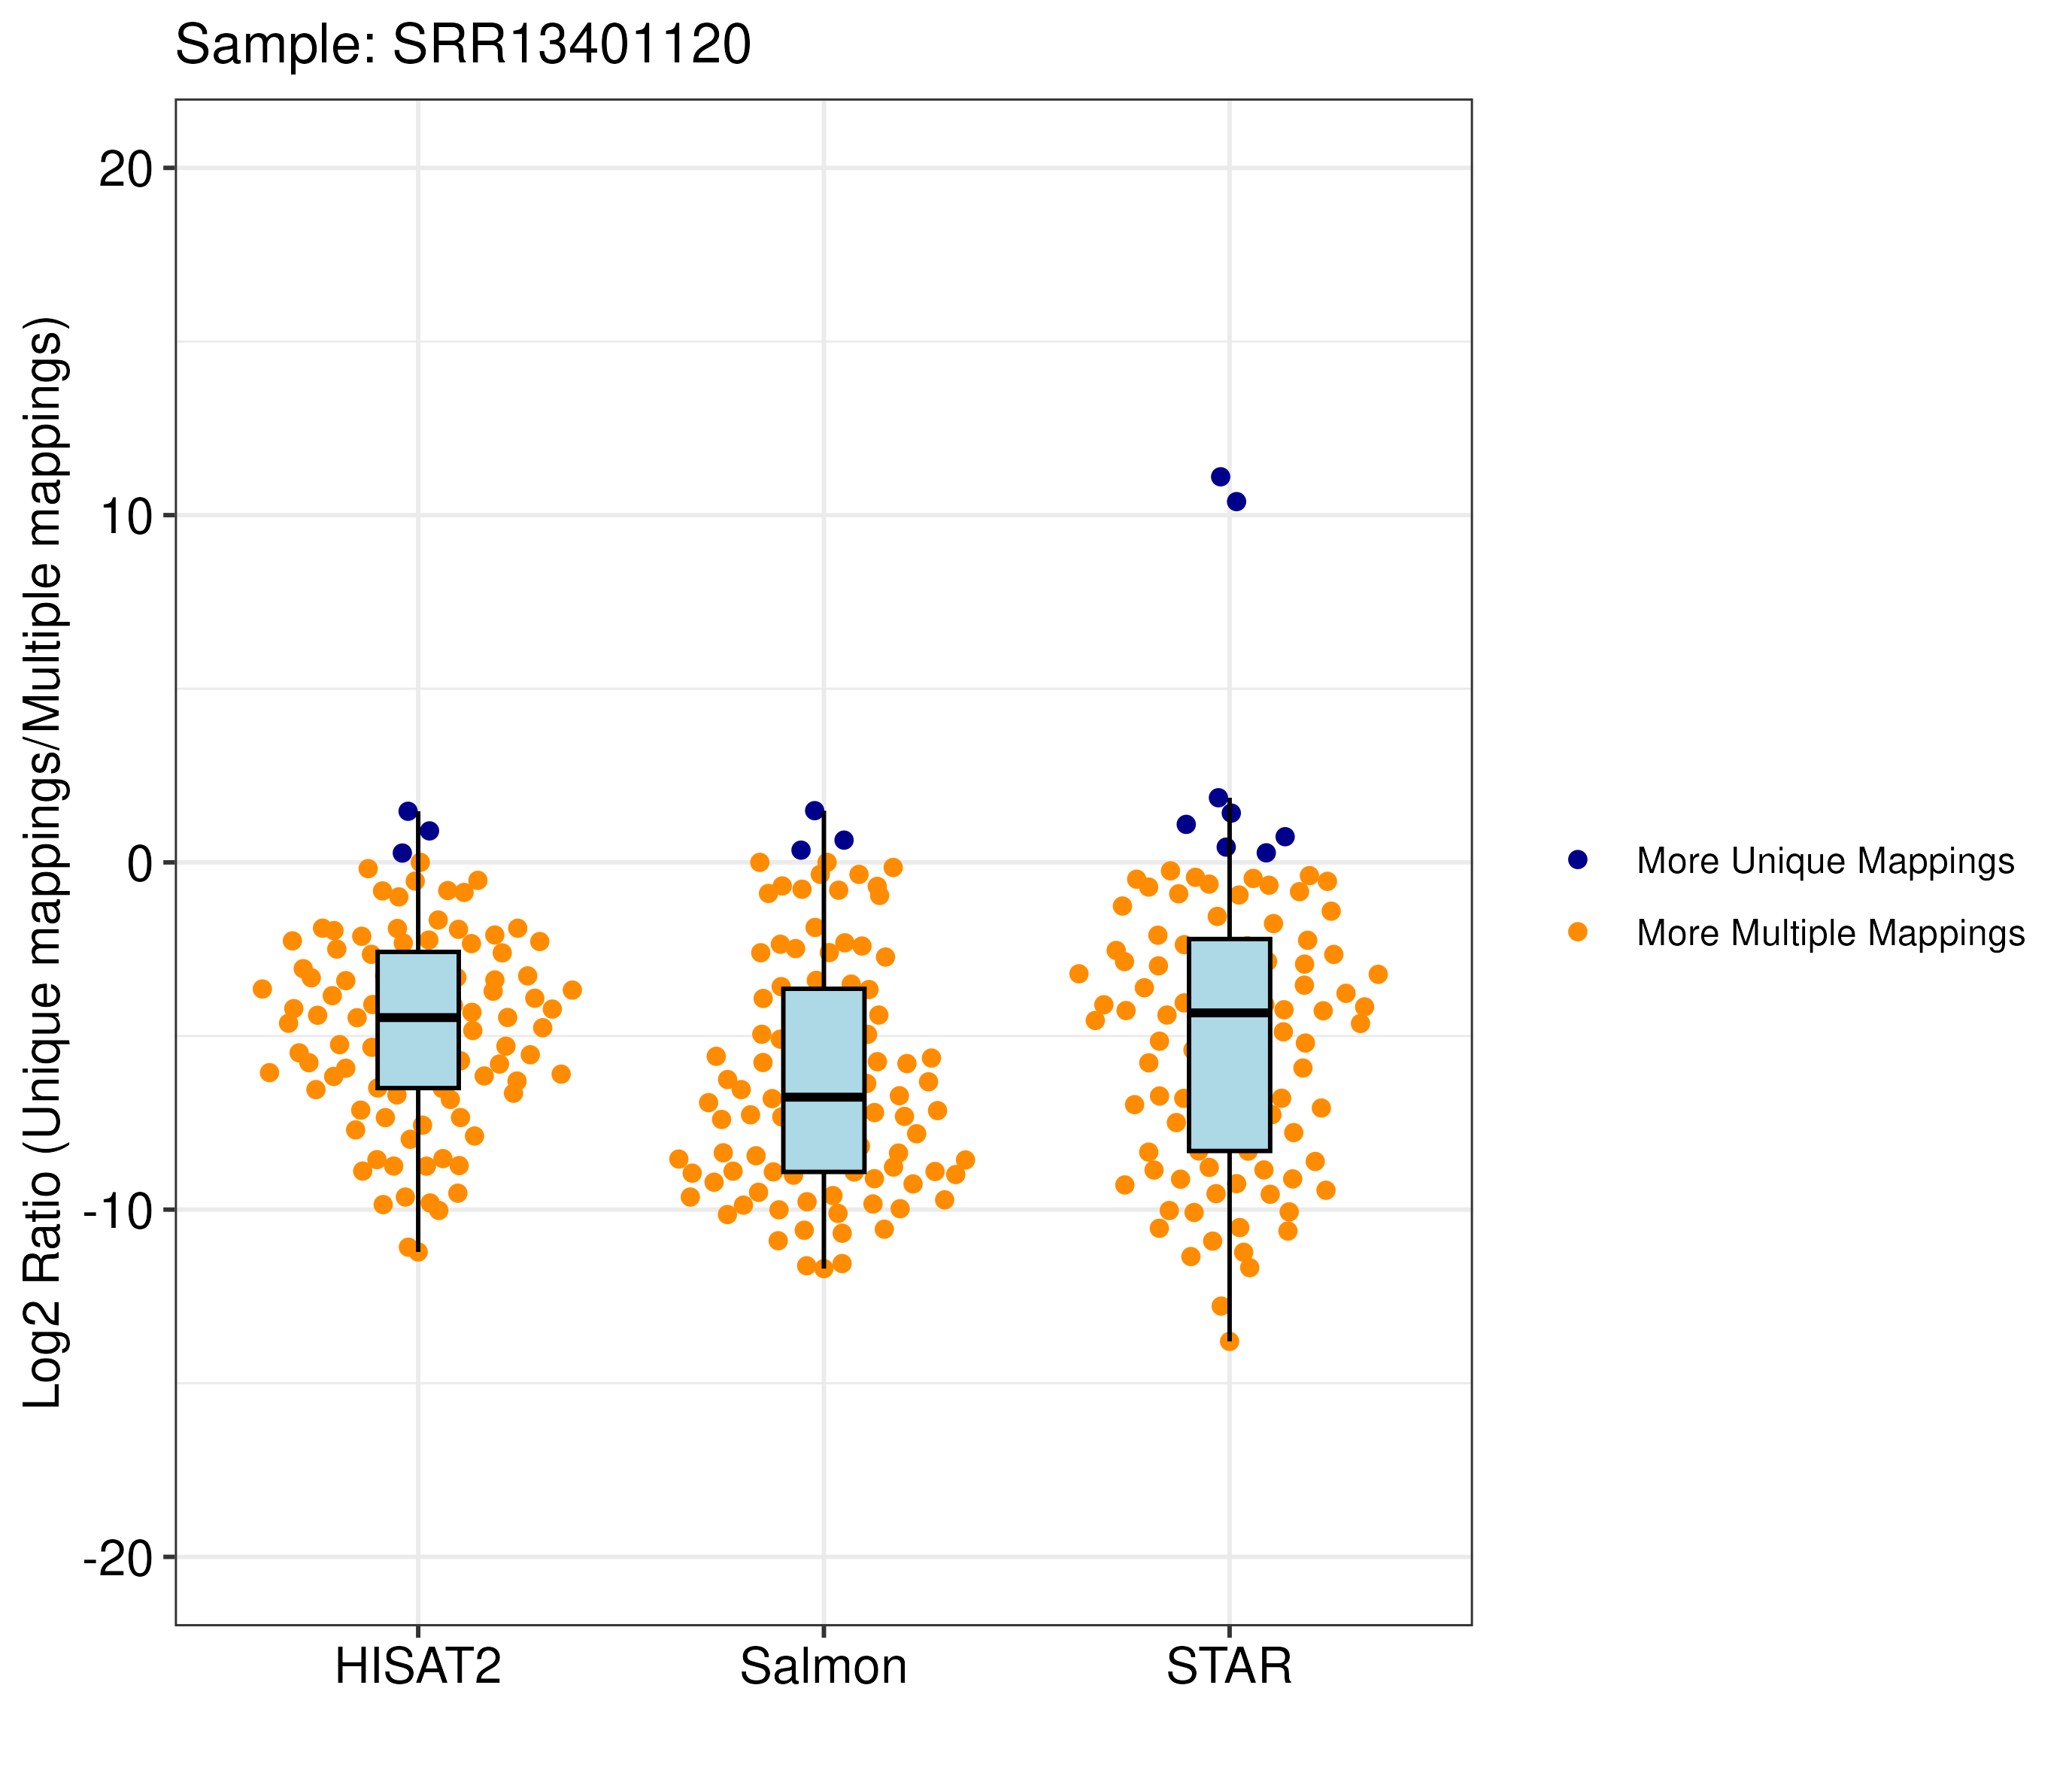 Sample: SRR13401120
Log2 Ratio (Unique mappings/Multiple mappings)
20
10
0
-10
-20
HISAT2
Salmon
STAR
More Unique Mappings
More Multiple Mappings